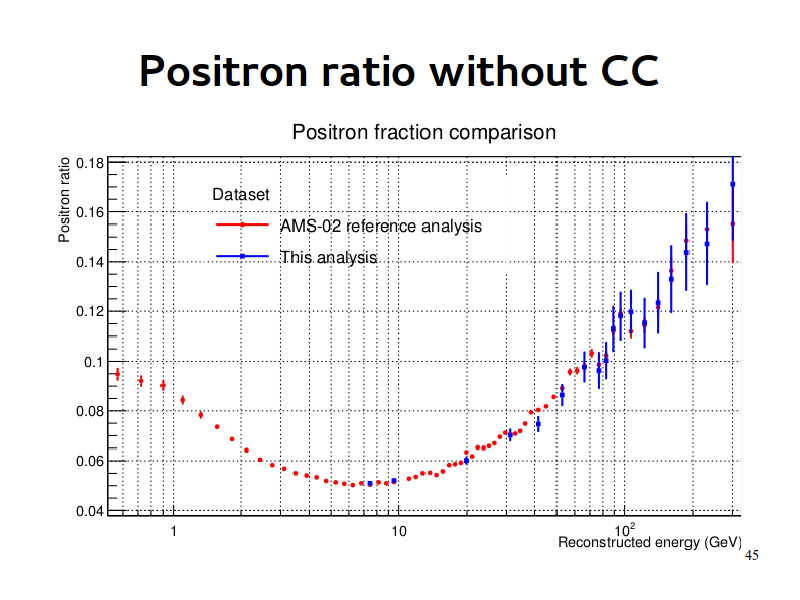 Positron ratio without CC
Positron fraction comparison
Positron ratio
0.18
0.16
0.14
0.12
0.1
0.08
0.06
0.04
Dataset
AMS-02 reference analysis
This analysis
1
10
10²
Reconstructed energy (GeV)
45